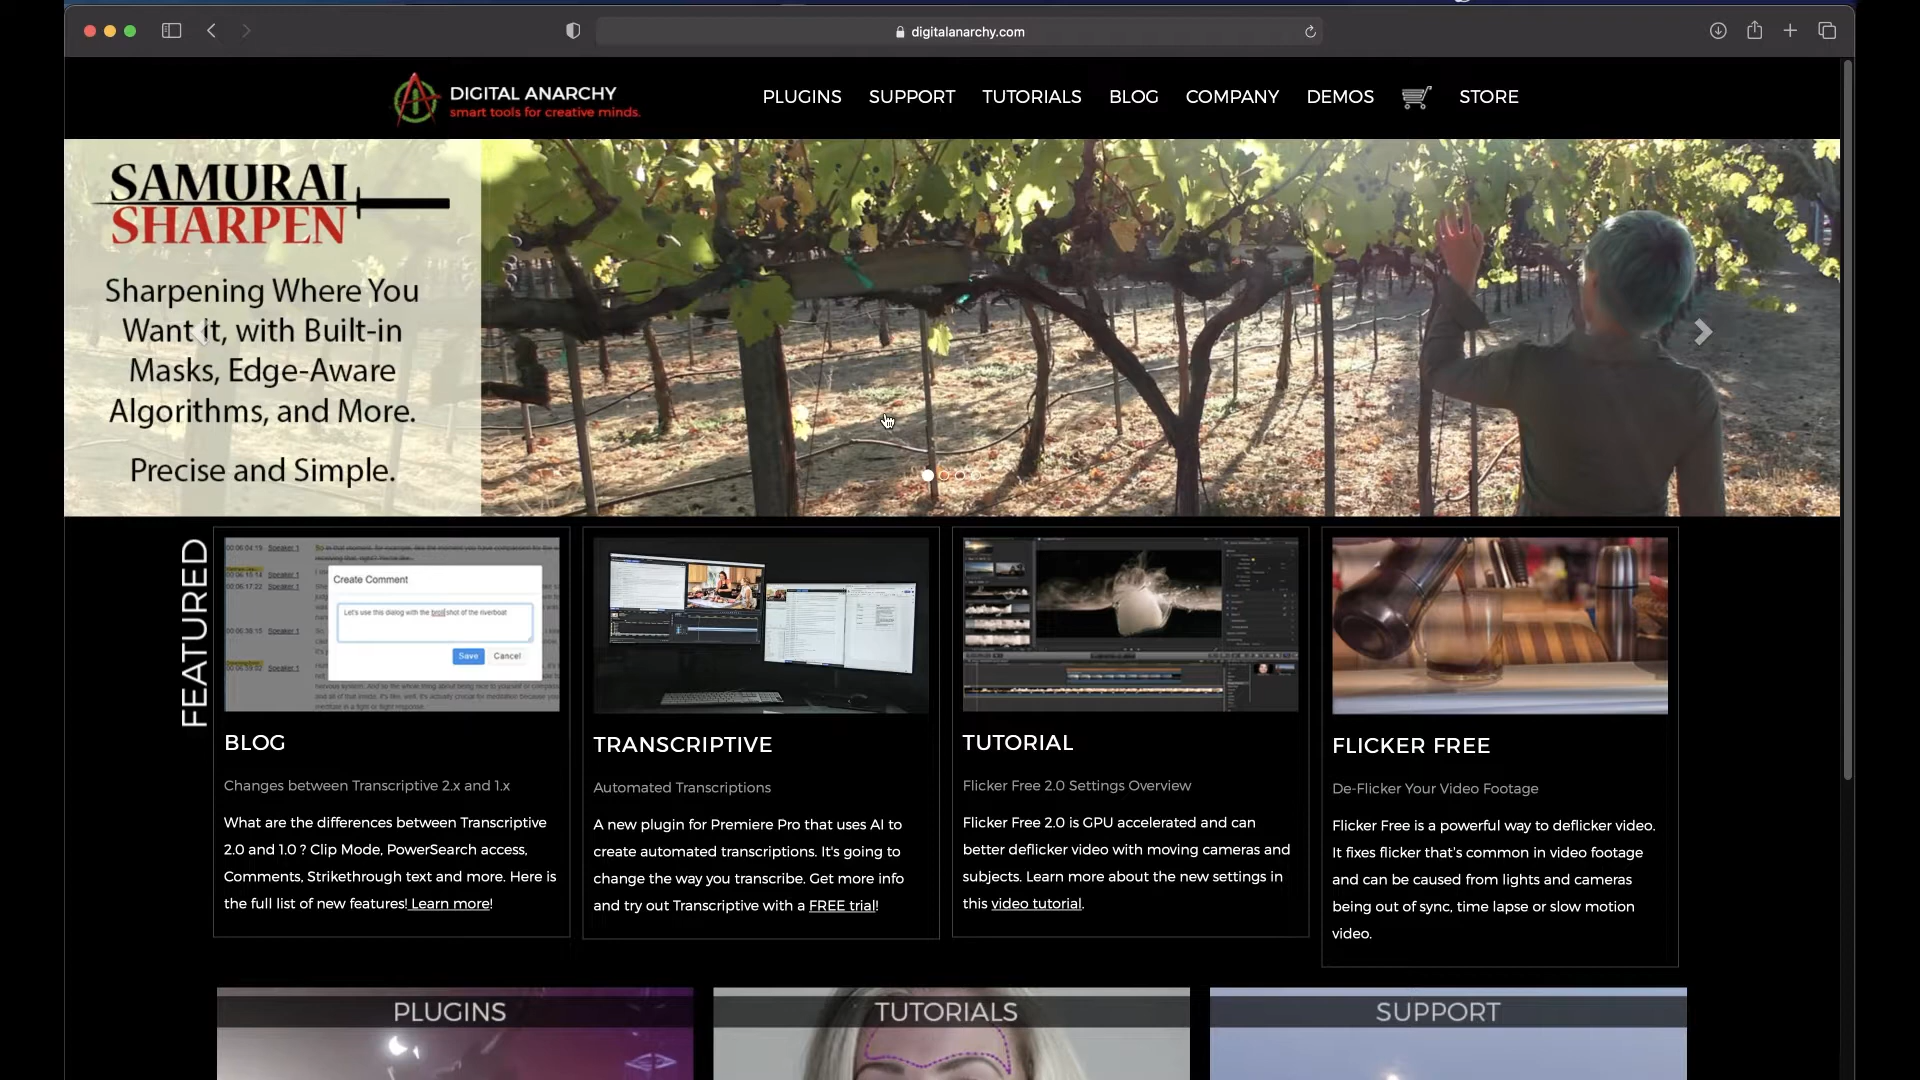 digitalanarchy.com
DIGITAL ANARCHY
smart tools for creative minds.
PLUGINS SUPPORT TUTORIALS BLOG COMPANY DEMOS STORE
SAMURAI
SHARPEN
Sharpening Where You
Want it, with Built-in
Masks, Edge-Aware
Algorithms, and More.
Precise and Simple.
FEATURED
00:06:04:19 Speaker 1
Create Comment
Let's use this dialog with the broll shot of the riverboat
Save Cancel
BLOG
Changes between Transcriptive 2.x and 1.x
What are the differences between Transcriptive
2.0 and 1.0 ? Clip Mode, PowerSearch access,
Comments, Strikethrough text and more. Here is
the full list of new features! Learn more!
TRANSCRIPTIVE
Automated Transcriptions
A new plugin for Premiere Pro that uses AI to
create automated transcriptions. It's going to
change the way you transcribe. Get more info
and try out Transcriptive with a FREE trial!
TUTORIAL
Flicker Free 2.0 Settings Overview
Flicker Free 2.0 is GPU accelerated and can
better deflicker video with moving cameras and
subjects. Learn more about the new settings in
this video tutorial.
FLICKER FREE
De-Flicker Your Video Footage
Flicker Free is a powerful way to deflicker video.
It fixes flicker that's common in video footage
and can be caused from lights and cameras
being out of sync, time lapse or slow motion
video.
PLUGINS
TUTORIALS
SUPPORT